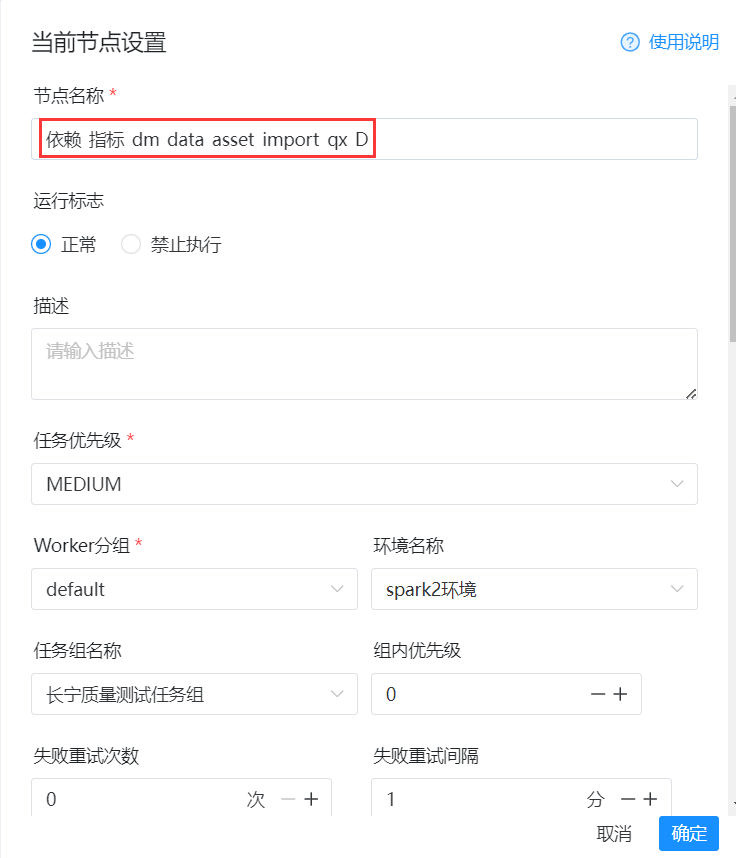 当前节点设置
使用说明
节点名称 *
依赖 指标 dm data asset import qx D
运行标志
正常 禁止执行
描述
请输入描述
任务优先级 *
MEDIUM
Worker分组 * 环境名称
default spark2环境
任务组名称 组内优先级
长宁质量测试任务组 0
失败重试次数 失败重试间隔
0 次 1 分
取消 确定